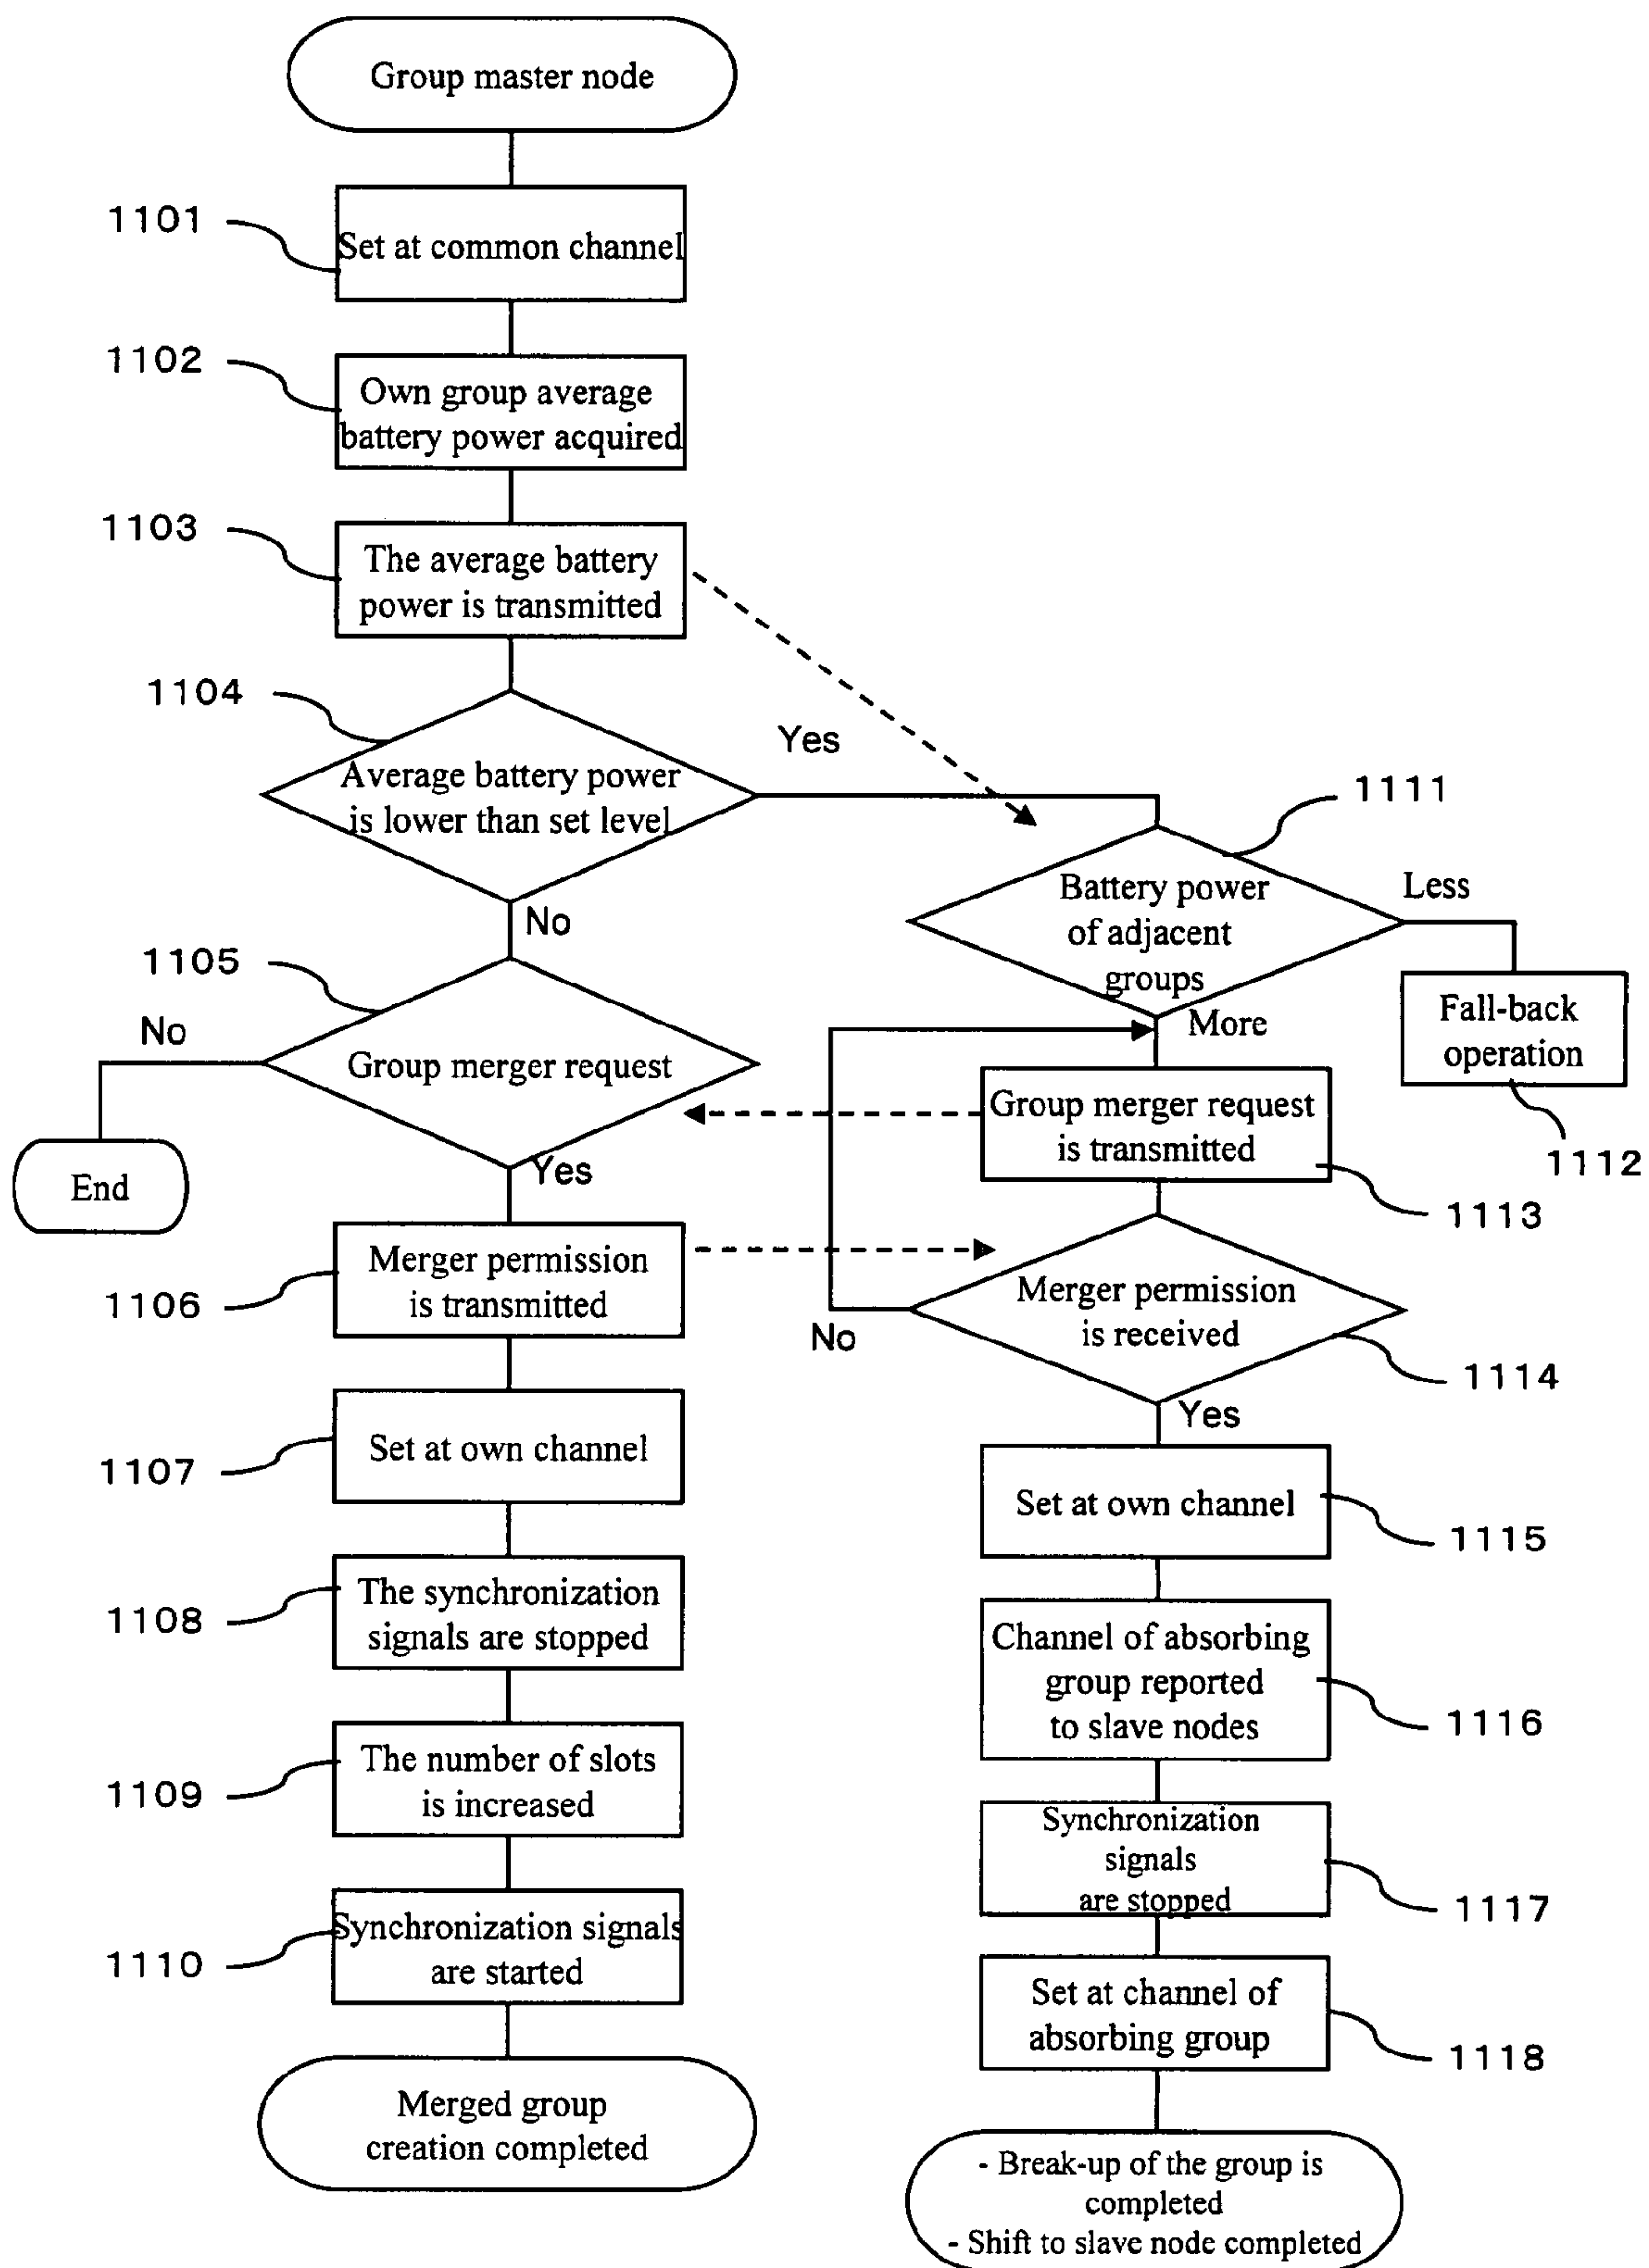 Group master node
1101
Set at common channel
1102
Own group average
battery power acquired
1103
The average battery
power is transmitted
1104
Average battery power
is lower than set level
Yes
No
1105
Group merger request
No
End
Yes
1106
Merger permission
is transmitted
1107
Set at own channel
1108
The synchronization
signals are stopped
1109
The number of slots
is increased
1110
Synchronization signals
are started
Merged group
creation completed
1111
Battery power
of adjacent
groups
Less
Fall-back
operation
1112
More
Group merger request
is transmitted
1113
Merger permission
is received
No
1114
Yes
Set at own channel
1115
Channel of absorbing
group reported
to slave nodes
1116
Synchronization
signals
are stopped
1117
Set at channel of
absorbing group
1118
- Break-up of the group is
completed
- Shift to slave node completed